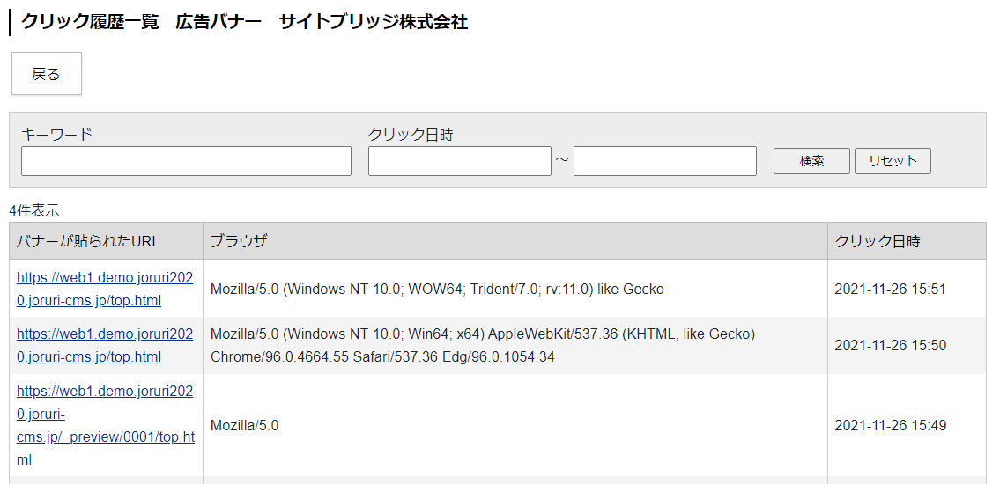 クリック履歴一覧　広告バナー　サイトブリッジ株式会社
戻る
キーワード
クリック日時
～
検索
リセット
4件表示
バナーが貼られたURL
ブラウザ
クリック日時
https://web1.demo.joruri202
0.joruri-cms.jp/top.html
Mozilla/5.0 (Windows NT 10.0; WOW64; Trident/7.0; rv:11.0) like Gecko
2021-11-26 15:51
https://web1.demo.joruri202
0.joruri-cms.jp/top.html
Mozilla/5.0 (Windows NT 10.0; Win64; x64) AppleWebKit/537.36 (KHTML, like Gecko)
Chrome/96.0.4664.55 Safari/537.36 Edg/96.0.1054.34
2021-11-26 15:50
https://web1.demo.joruri202
0.joruri-
cms.jp/_preview/0001/top.ht
ml
Mozilla/5.0
2021-11-26 15:49